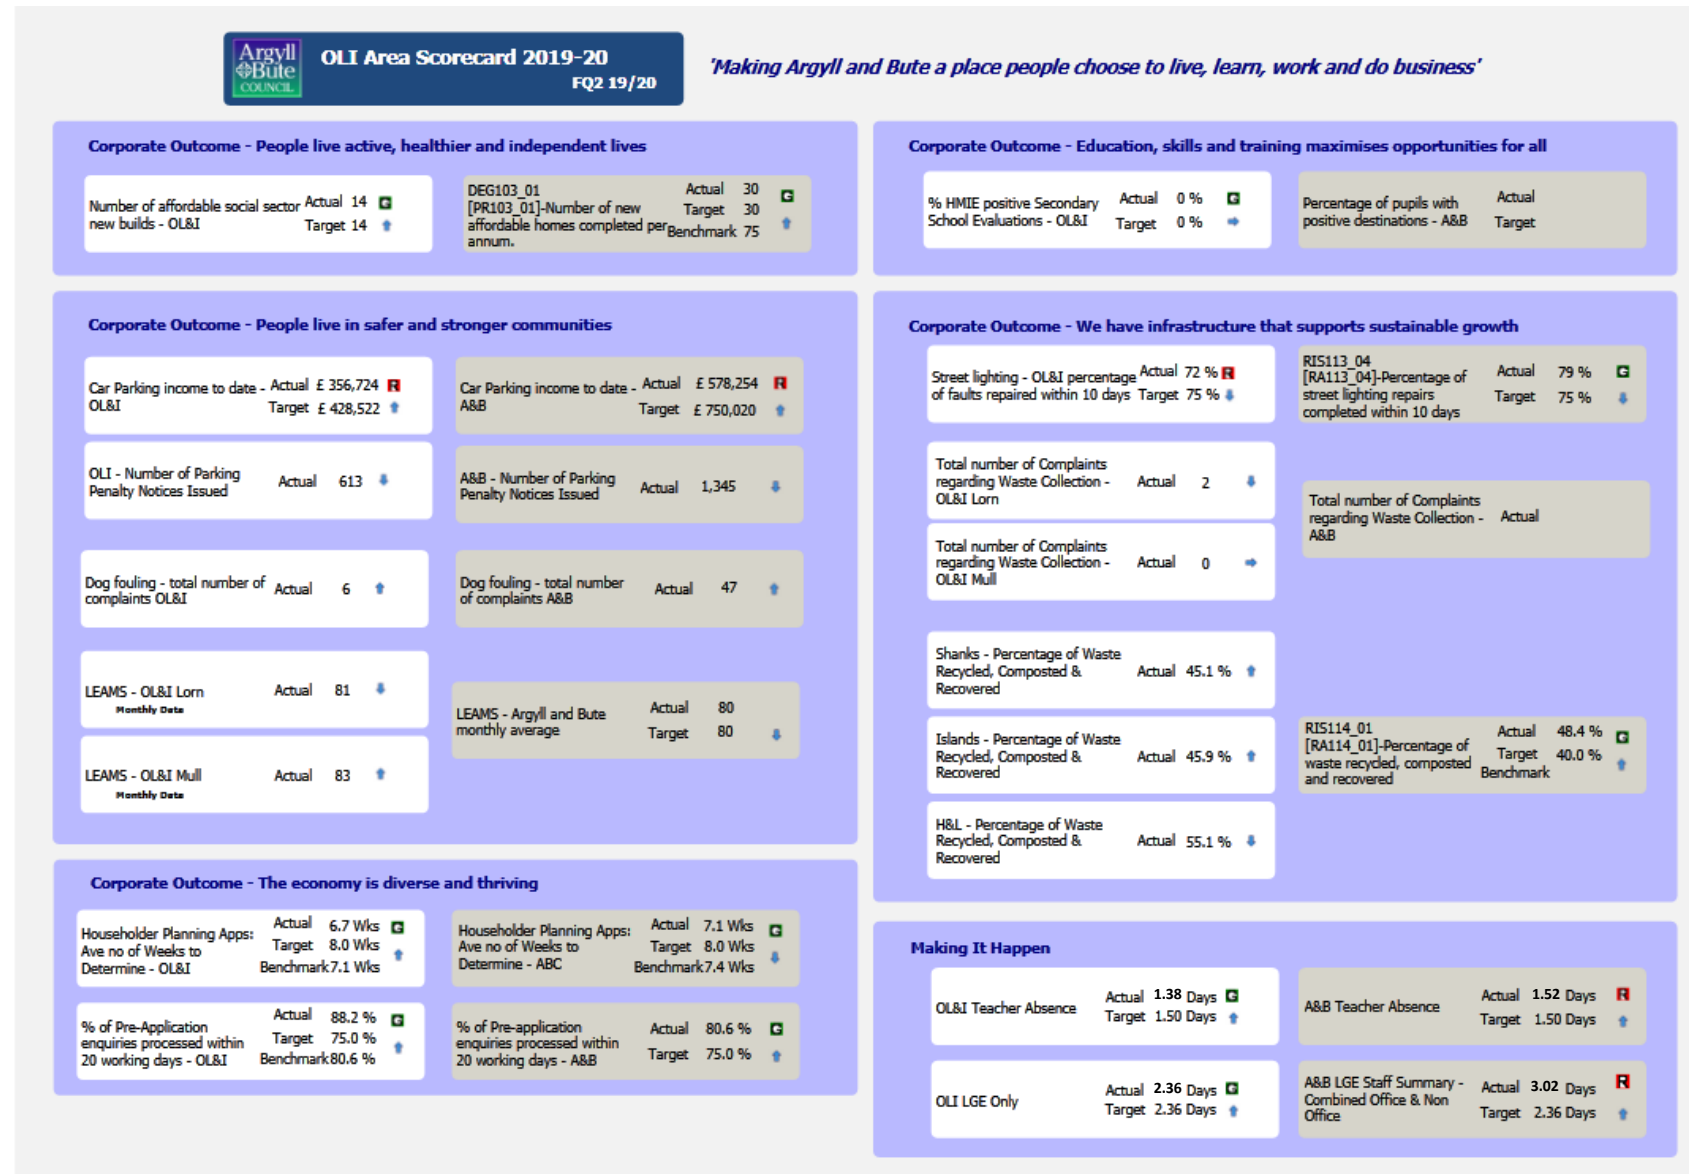 Argyll
&Bute
COUNCIL
OLI Area Scorecard 2019-20
FQ2 19/20
'Making Argyll and Bute a place people choose to live, learn, work and do business'
Corporate Outcome - People live active, healthier and independent lives
Number of affordable social sector
new builds - OL&I
Actual 14 G
Target 14
DEG103_01
[PR103_01]-Number of new
affordable homes completed per
annum.
Actual 30 G
Target 30
Benchmark 75
Corporate Outcome - Education, skills and training maximises opportunities for all
% HMIE positive Secondary
School Evaluations - OL&I
Actual 0 % G
Target 0 %
Percentage of pupils with
positive destinations - A&B
Actual
Target
Corporate Outcome - People live in safer and stronger communities
Car Parking income to date -
OL&I
Actual £ 356,724 R
Target £ 428,522
Car Parking income to date -
A&B
Actual £ 578,254 R
Target £ 750,020
OLI - Number of Parking
Penalty Notices Issued
Actual 613
A&B - Number of Parking
Penalty Notices Issued
Actual 1,345
Dog fouling - total number of
complaints OL&I
Actual 6
Dog fouling - total number
of complaints A&B
Actual 47
LEAMS - OL&I Lorn
Monthly Data
Actual 81
LEAMS - OL&I Mull
Monthly Data
Actual 83
LEAMS - Argyll and Bute
monthly average
Actual 80
Target 80
Corporate Outcome - We have infrastructure that supports sustainable growth
Street lighting - OL&I percentage
of faults repaired within 10 days
Actual 72 % R
Target 75 %
RIS113_04
[RA113_04]-Percentage of
street lighting repairs
completed within 10 days
Actual 79 % G
Target 75 %
Total number of Complaints
regarding Waste Collection -
OL&I Lorn
Actual 2
Total number of Complaints
regarding Waste Collection -
OL&I Mull
Actual 0
Total number of Complaints
regarding Waste Collection -
A&B
Actual
Shanks - Percentage of Waste
Recycled, Composted &
Recovered
Actual 45.1 %
Islands - Percentage of Waste
Recycled, Composted &
Recovered
Actual 45.9 %
H&L - Percentage of Waste
Recycled, Composted &
Recovered
Actual 55.1 %
RIS114_01
[RA114_01]-Percentage of
waste recycled, composted
and recovered
Actual 48.4 % G
Target 40.0 %
Benchmark
Corporate Outcome - The economy is diverse and thriving
Householder Planning Apps:
Ave no of Weeks to
Determine - OL&I
Actual 6.7 Wks G
Target 8.0 Wks
Benchmark 7.1 Wks
Householder Planning Apps:
Ave no of Weeks to
Determine - ABC
Actual 7.1 Wks G
Target 8.0 Wks
Benchmark 7.4 Wks
% of Pre-Application
enquiries processed within
20 working days - OL&I
Actual 88.2 % G
Target 75.0 %
Benchmark 80.6 %
% of Pre-application
enquiries processed within
20 working days - A&B
Actual 80.6 % G
Target 75.0 %
Making It Happen
OL&I Teacher Absence
Actual 1.38 Days G
Target 1.50 Days
A&B Teacher Absence
Actual 1.52 Days R
Target 1.50 Days
OLI LGE Only
Actual 2.36 Days G
Target 2.36 Days
A&B LGE Staff Summary -
Combined Office & Non
Office
Actual 3.02 Days R
Target 2.36 Days